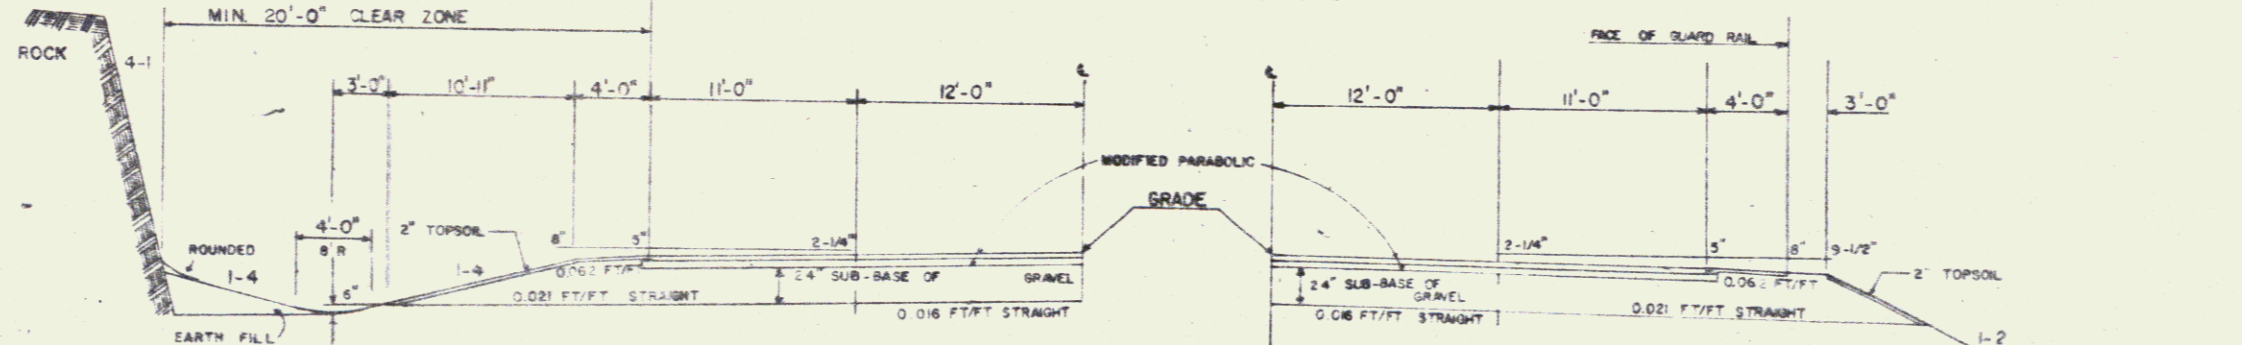 MIN. 20'-0" CLEAR ZONE
FACE OF GUARD RAIL
ROCK
4-1
3'-0" 10'-11" 4'-0" 11'-0" 12'-0" ℄ ℄ 12'-0" 11'-0" 4'-0" 3'-0"
MODIFIED PARABOLIC
GRADE
4'-0"
2" TOPSOIL
8" 5" 2-1/4" 2-1/4" 5" 8" 9-1/2"
ROUNDED
8' R
1-4
1-4
0.062 FT/FT
24" SUB-BASE OF GRAVEL
24" SUB-BASE OF
GRAVEL
0.062 FT/FT
2" TOPSOIL
6"
0.021 FT/FT STRAIGHT
0.016 FT/FT STRAIGHT
0.016 FT/FT STRAIGHT
0.021 FT/FT STRAIGHT
EARTH FILL
1-2